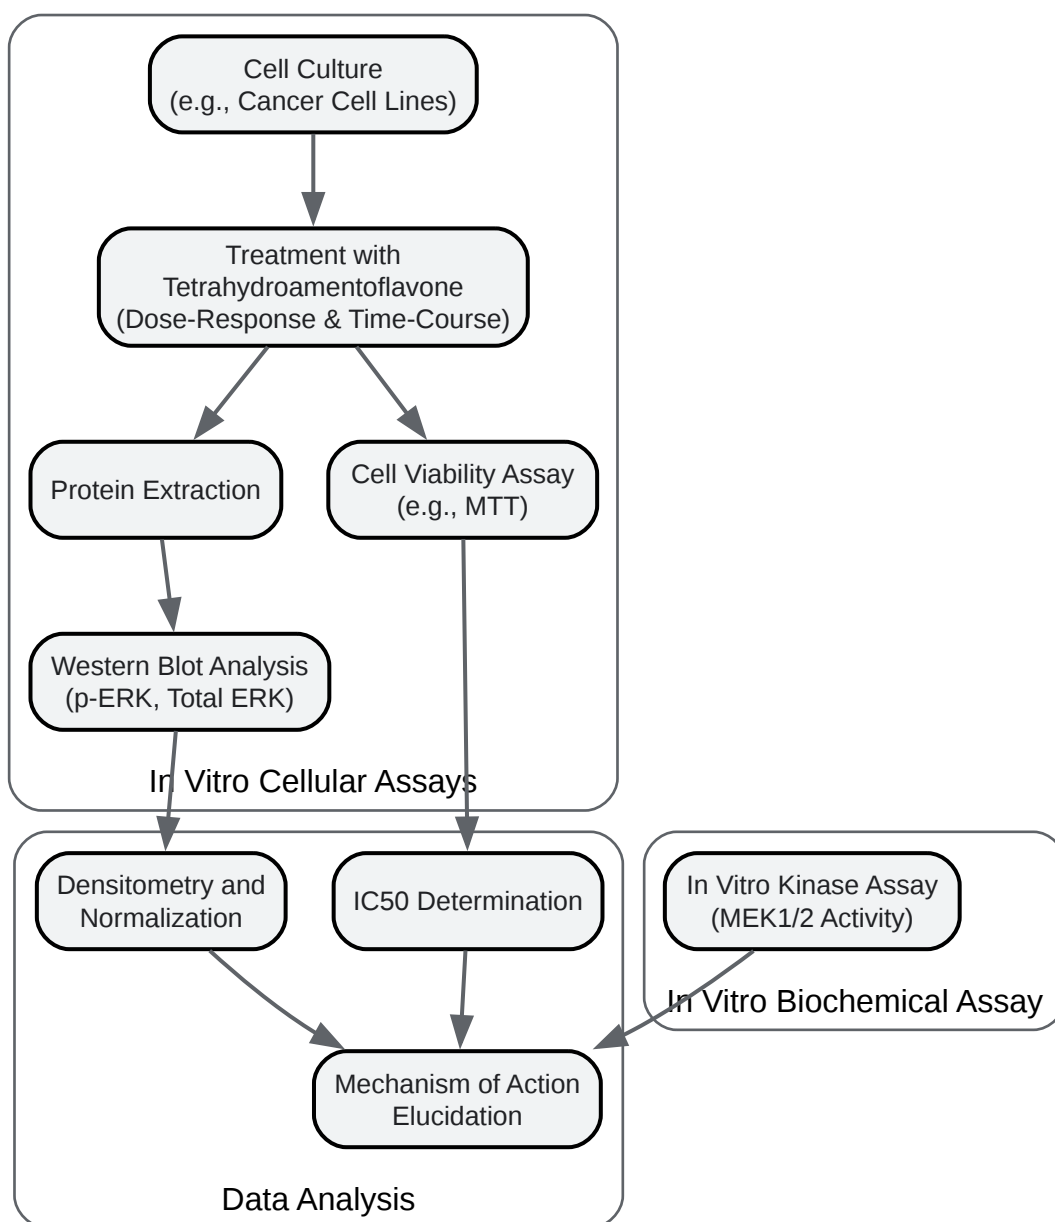 Cell Culture
(e.g., Cancer Cell Lines)
Treatment with
Tetrahydroamentoflavone
(Dose-Response & Time-Course)
Protein Extraction
Cell Viability Assay
(e.g., MTT)
Western Blot Analysis
(p-ERK, Total ERK)
In Vitro Cellular Assays
Densitometry and
Normalization
IC50 Determination
In Vitro Kinase Assay
(MEK1/2 Activity)
In Vitro Biochemical Assay
Mechanism of Action
Elucidation
Data Analysis